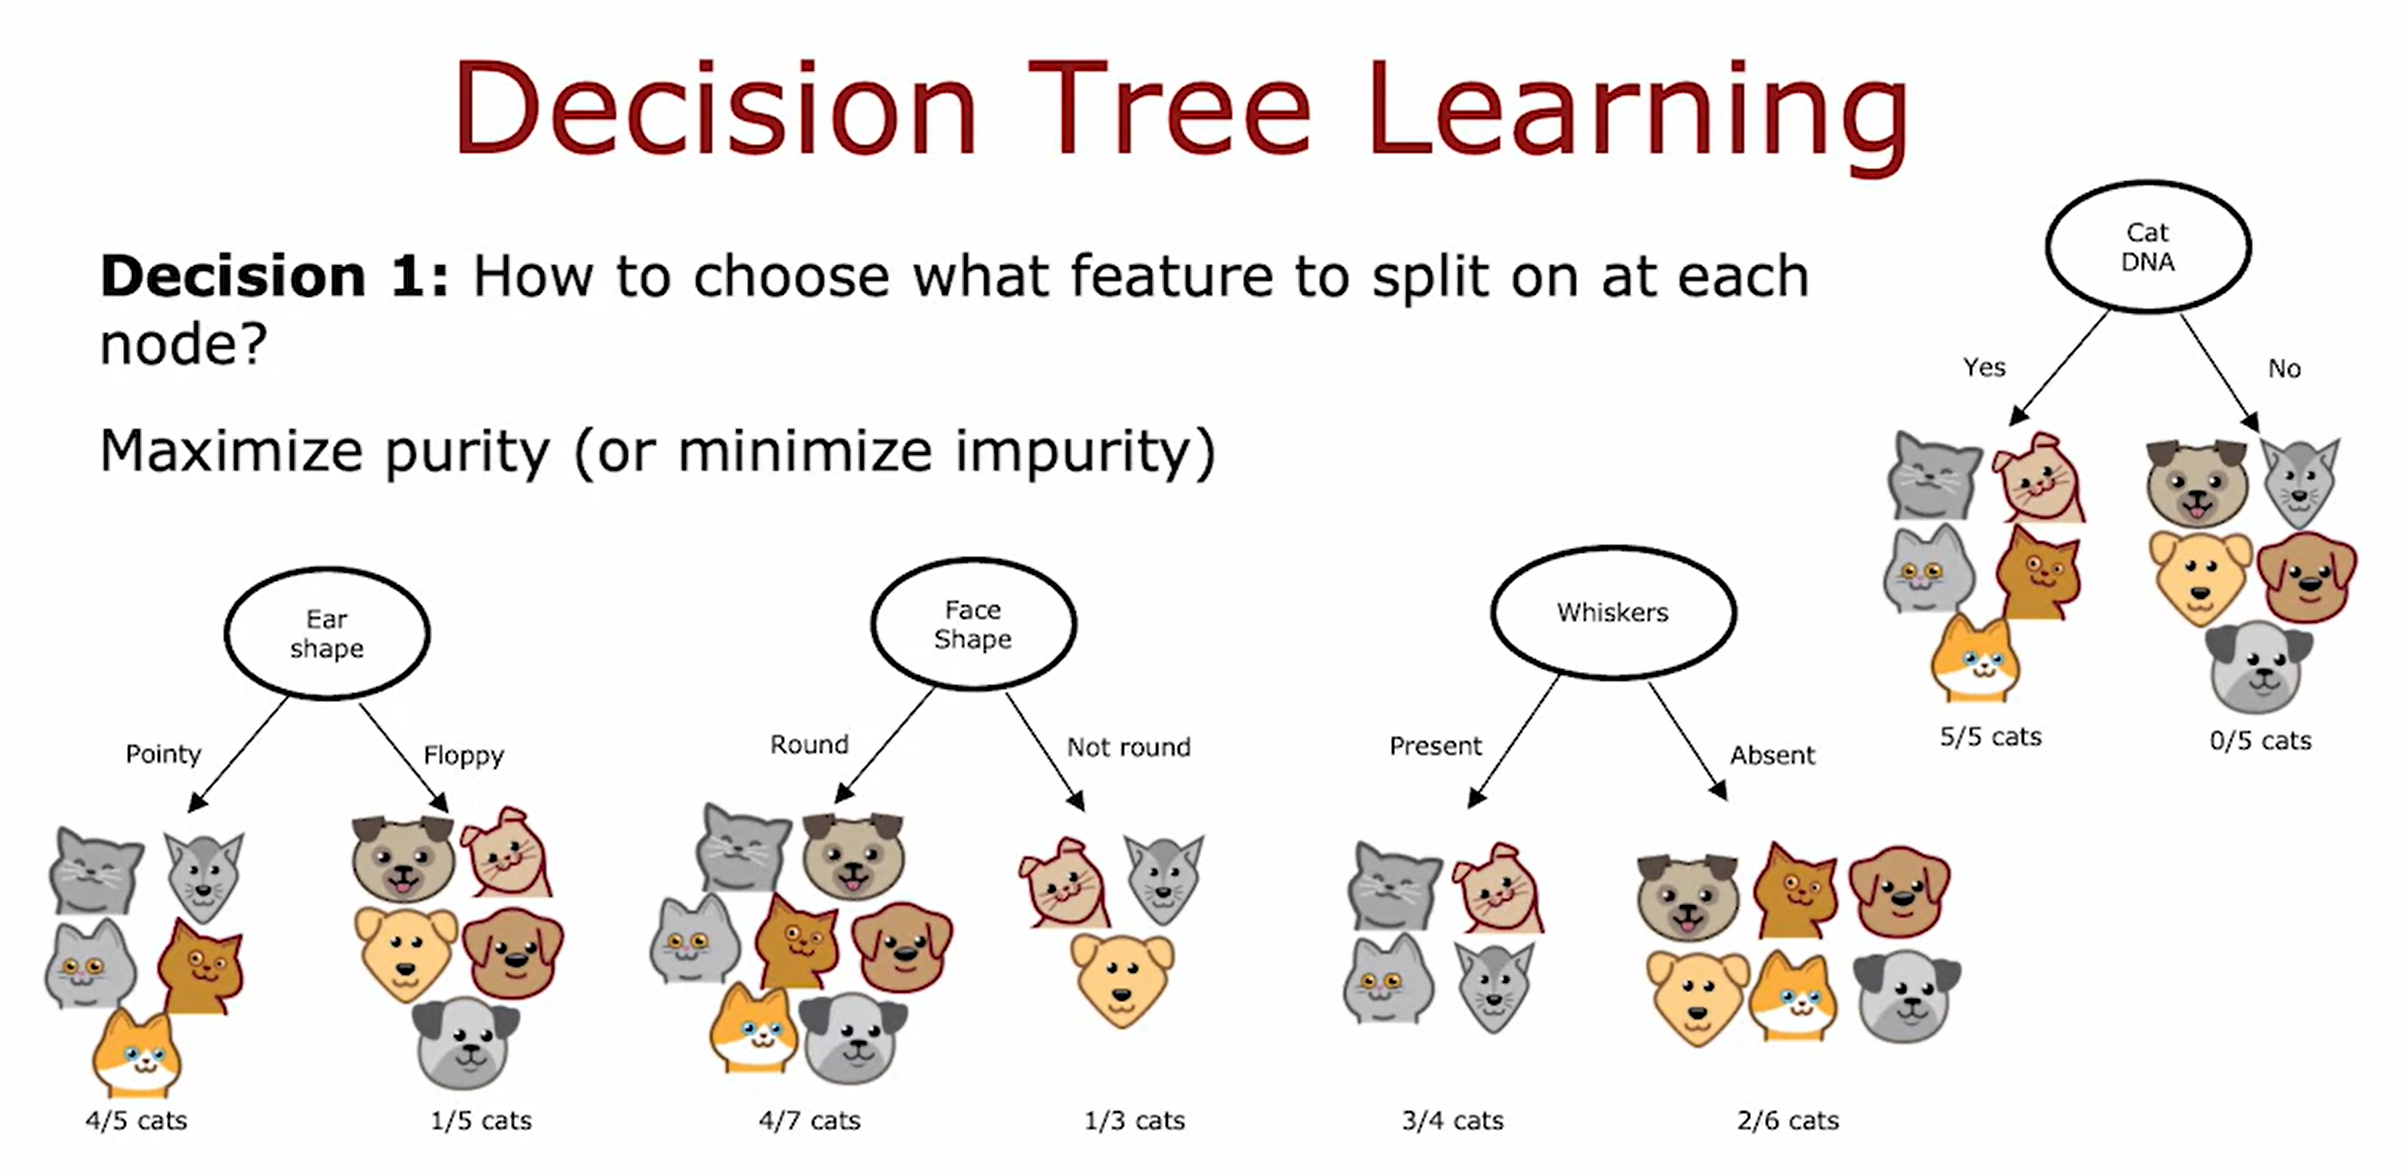 Decision Tree Learning
Decision 1: How to choose what feature to split on at each
node?
Maximize purity (or minimize impurity)
Cat
DNA
Yes
No
5/5 cats
0/5 cats
Ear
shape
Pointy
Floppy
4/5 cats
1/5 cats
Face
Shape
Round
Not round
4/7 cats
1/3 cats
Whiskers
Present
Absent
3/4 cats
2/6 cats